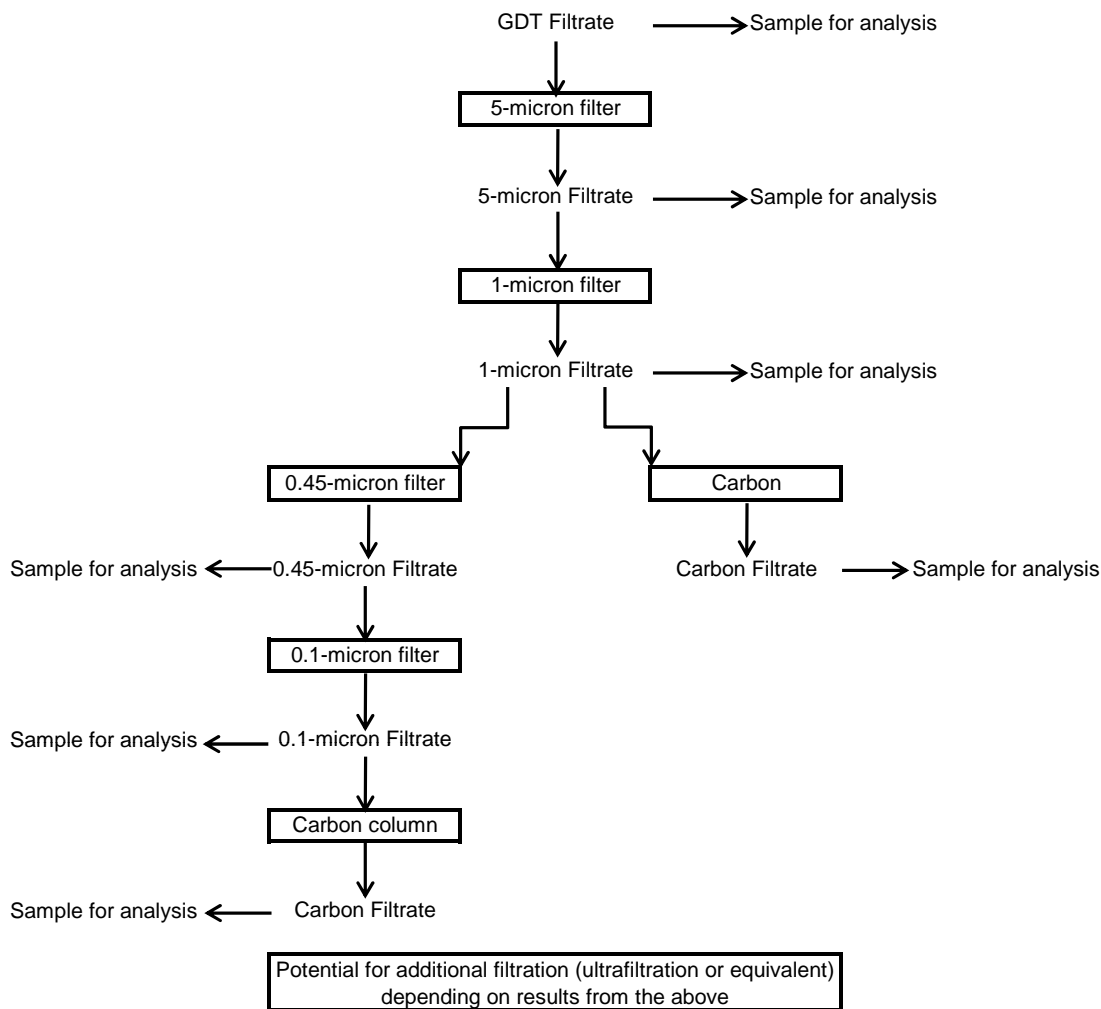 GDT Filtrate
Sample for analysis
5-micron filter
5-micron Filtrate
Sample for analysis
1-micron filter
1-micron Filtrate
Sample for analysis
0.45-micron filter
Carbon
Sample for analysis
0.45-micron Filtrate
Carbon Filtrate
Sample for analysis
0.1-micron filter
Sample for analysis
0.1-micron Filtrate
Carbon column
Sample for analysis
Carbon Filtrate
Potential for additional filtration (ultrafiltration or equivalent)
depending on results from the above